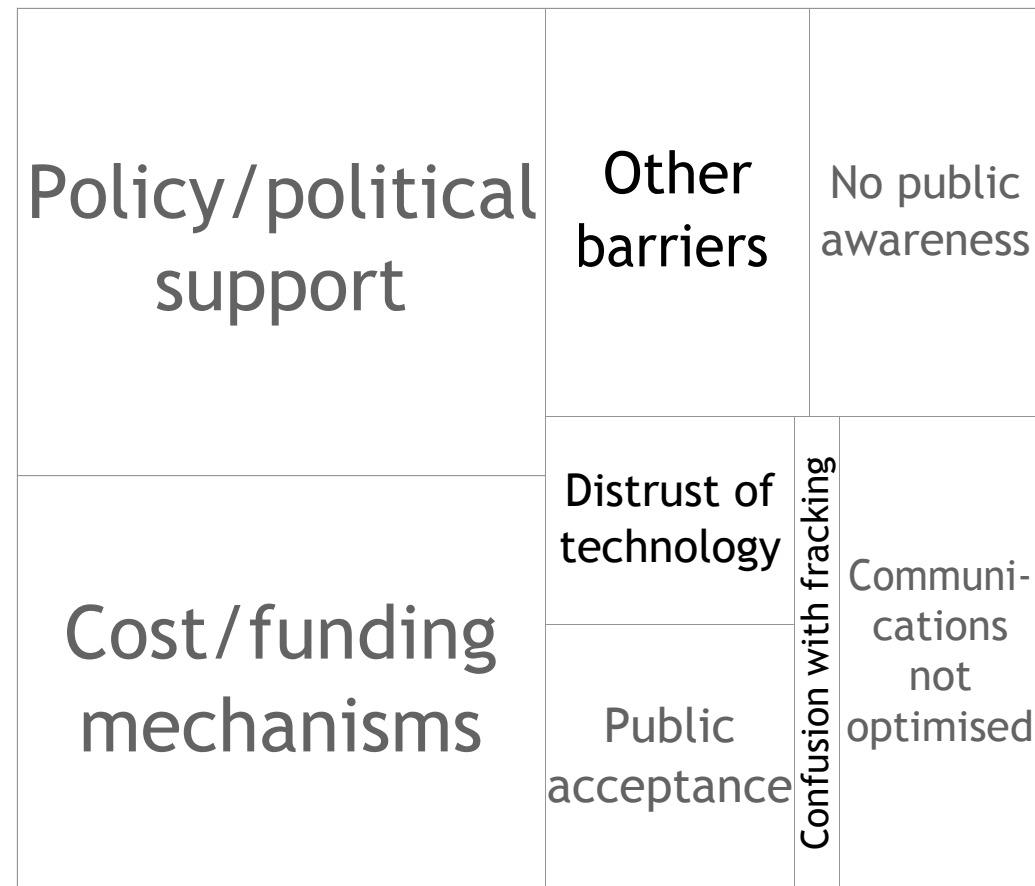 Policy/political
support
Other
barriers
No public
awareness
Cost/funding
mechanisms
Distrust of
technology
Public
acceptance
Confusion with fracking
Communi-
cations
not
optimised